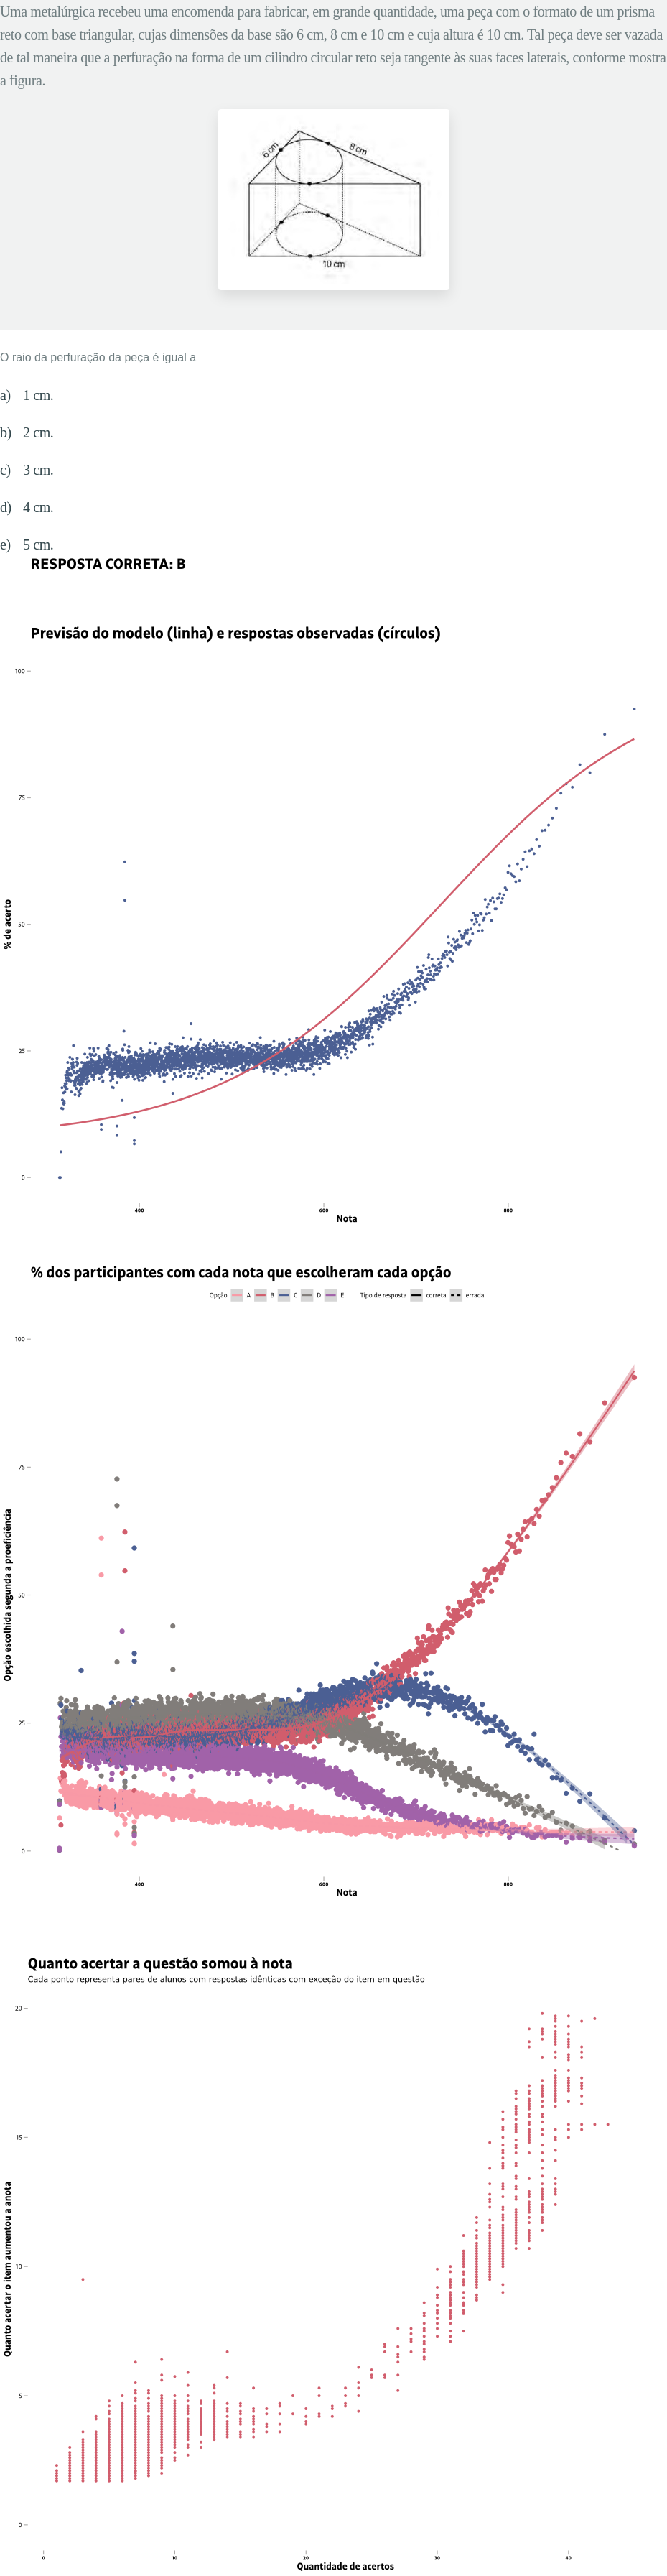 Uma metalúrgica recebeu uma encomenda para fabricar, em grande quantidade, uma peça com o formato de um prisma
reto com base triangular, cujas dimensões da base são 6 cm, 8 cm e 10 cm e cuja altura é 10 cm. Tal peça deve ser vazada
de tal maneira que a perfuração na forma de um cilindro circular reto seja tangente às suas faces laterais, conforme mostra
a figura.
6 cm
8 cm
10 cm
O raio da perfuração da peça é igual a
a) 1 cm.
b) 2 cm.
c) 3 cm.
d) 4 cm.
e) 5 cm.
RESPOSTA CORRETA: B
Previsão do modelo (linha) e respostas observadas (círculos)
100
75
50
25
0
% de acerto
400 600 800
Nota
% dos participantes com cada nota que escolheram cada opção
Opção A B C D E Tipo de resposta correta errada
100
75
50
25
0
Opção escolhida segunda a proeficiência
400 600 800
Nota
Quanto acertar a questão somou à nota
Cada ponto representa pares de alunos com respostas idênticas com exceção do item em questão
20
15
10
5
0
Quanto acertar o item aumentou a anota
0 10 20 30 40
Quantidade de acertos